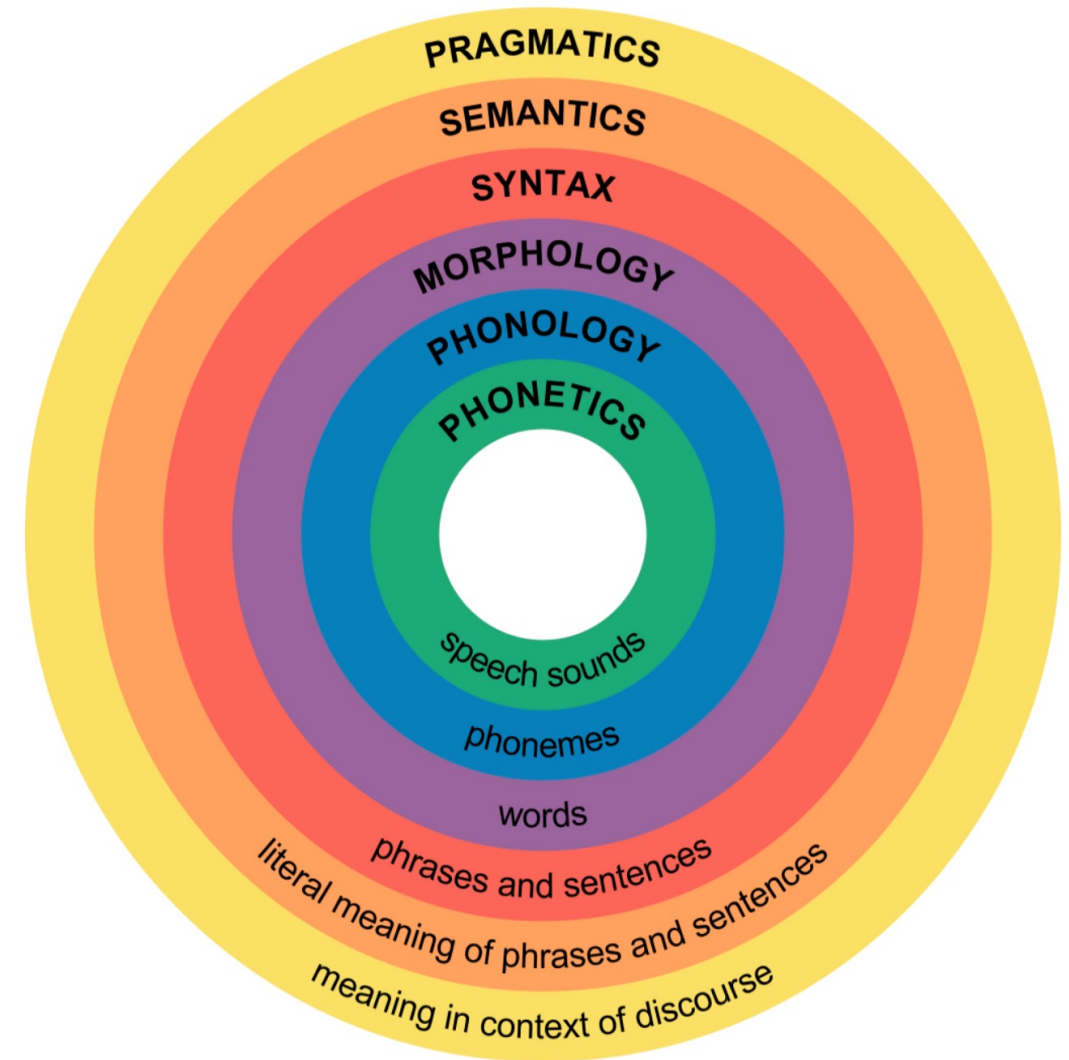 PRAGMATICS
SEMANTICS
SYNTAX
MORPHOLOGY
PHONOLOGY
PHONETICS
speech sounds
phonemes
words
phrases and sentences
literal meaning of phrases and sentences
meaning in context of discourse